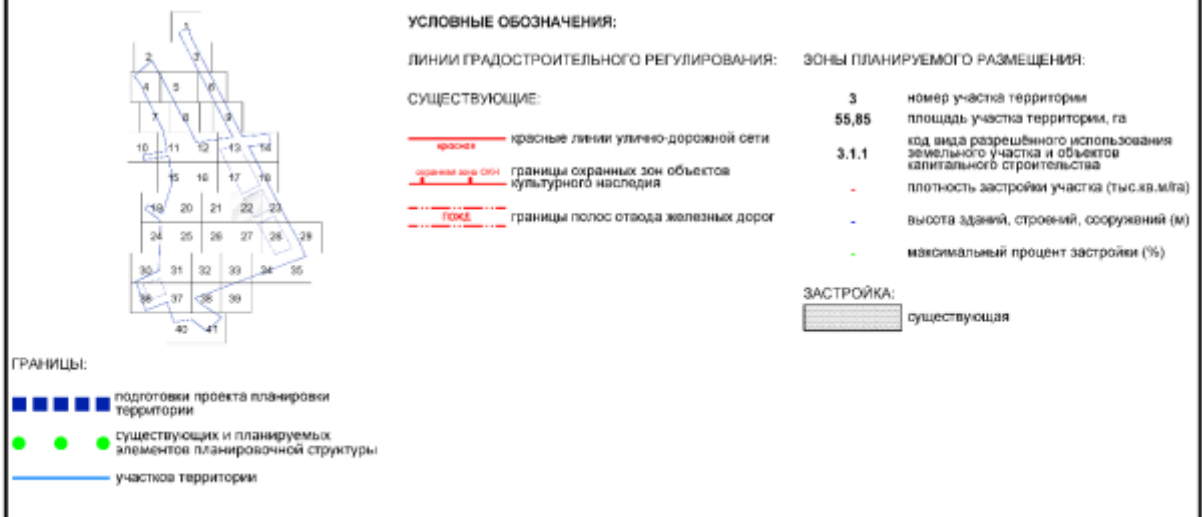 1
2 3
4 5 6
7 8 9
10 11 12 13 14
15 16 17 18
19 20 21 22 23
24 25 26 27 28 29
30 31 32 33 34 35
36 37 38 39
40 41
УСЛОВНЫЕ ОБОЗНАЧЕНИЯ:
ЛИНИИ ГРАДОСТРОИТЕЛЬНОГО РЕГУЛИРОВАНИЯ:
СУЩЕСТВУЮЩИЕ:
красная
красные линии улично-дорожной сети
охранная зона ОКН
границы охранных зон объектов
культурного наследия
ПОЖД
границы полос отвода железных дорог
ЗОНЫ ПЛАНИРУЕМОГО РАЗМЕЩЕНИЯ:
3 номер участка территории
55,85 площадь участка территории, га
3.1.1 код вида разрешённого использования
земельного участка и объектов
капитального строительства
- плотность застройки участка (тыс.кв.м/га)
- высота зданий, строений, сооружений (м)
- максимальный процент застройки (%)
ЗАСТРОЙКА:
существующая
ГРАНИЦЫ:
подготовки проекта планировки
территории
существующих и планируемых
элементов планировочной структуры
участков территории